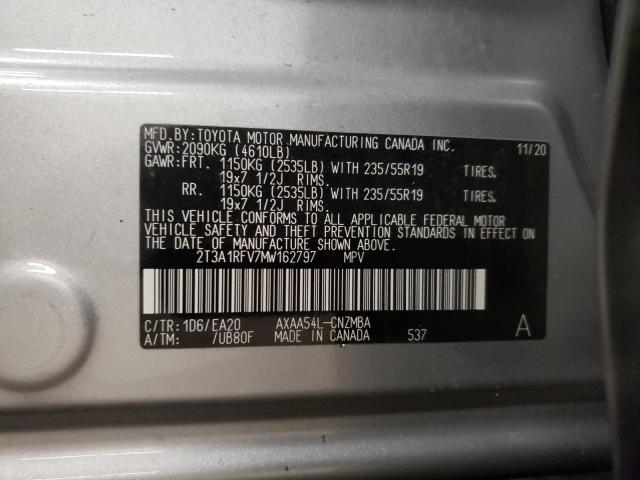 MFD.BY:TOYOTA MOTOR MANUFACTURING CANADA INC. 11/20
GVWR:2090KG (4610LB)
GAWR:FRT. 1150KG (2535LB) WITH 235/55R19 TIRES,
19x7 1/2J RIMS.
RR. 1150KG (2535LB) WITH 235/55R19 TIRES,
19x7 1/2J RIMS.
THIS VEHICLE CONFORMS TO ALL APPLICABLE FEDERAL MOTOR
VEHICLE SAFETY AND THEFT PREVENTION STANDARDS IN EFFECT ON
THE DATE OF MANUFACTURE SHOWN ABOVE.
2T3A1RFV7MW162797 MPV
C/TR:1D6/EA20 AXAA54L-CNZMBA
A/TM: /UB80F MADE IN CANADA 537 A